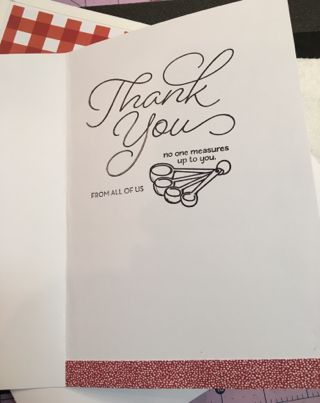 Thank
You
no one measures
up to you.
FROM ALL OF US